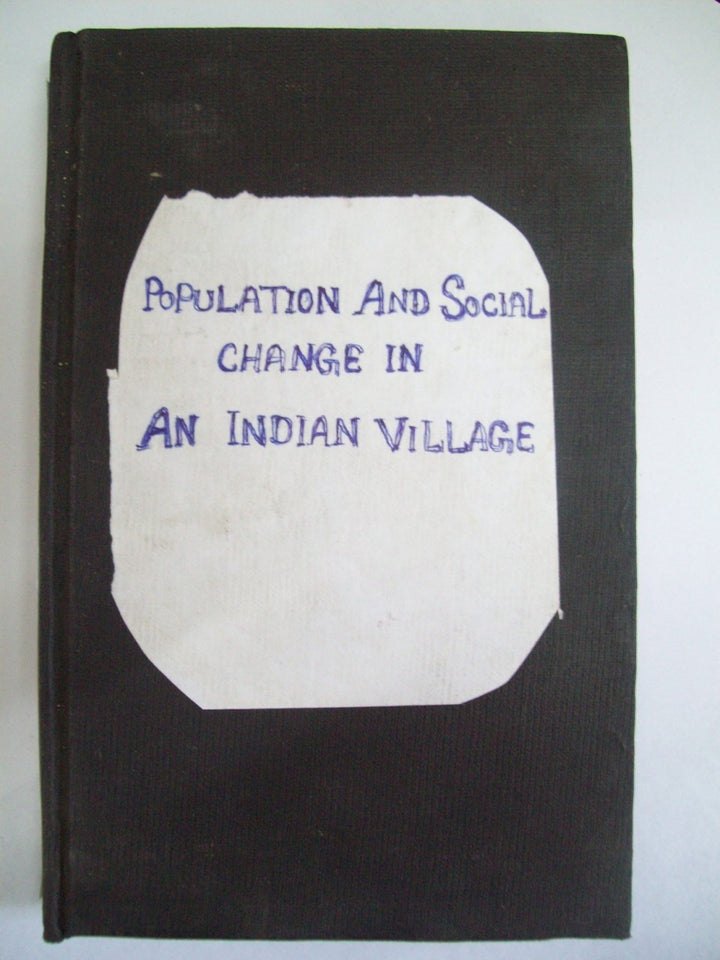 POPULATION AND SOCIAL
CHANGE IN
AN INDIAN VILLAGE